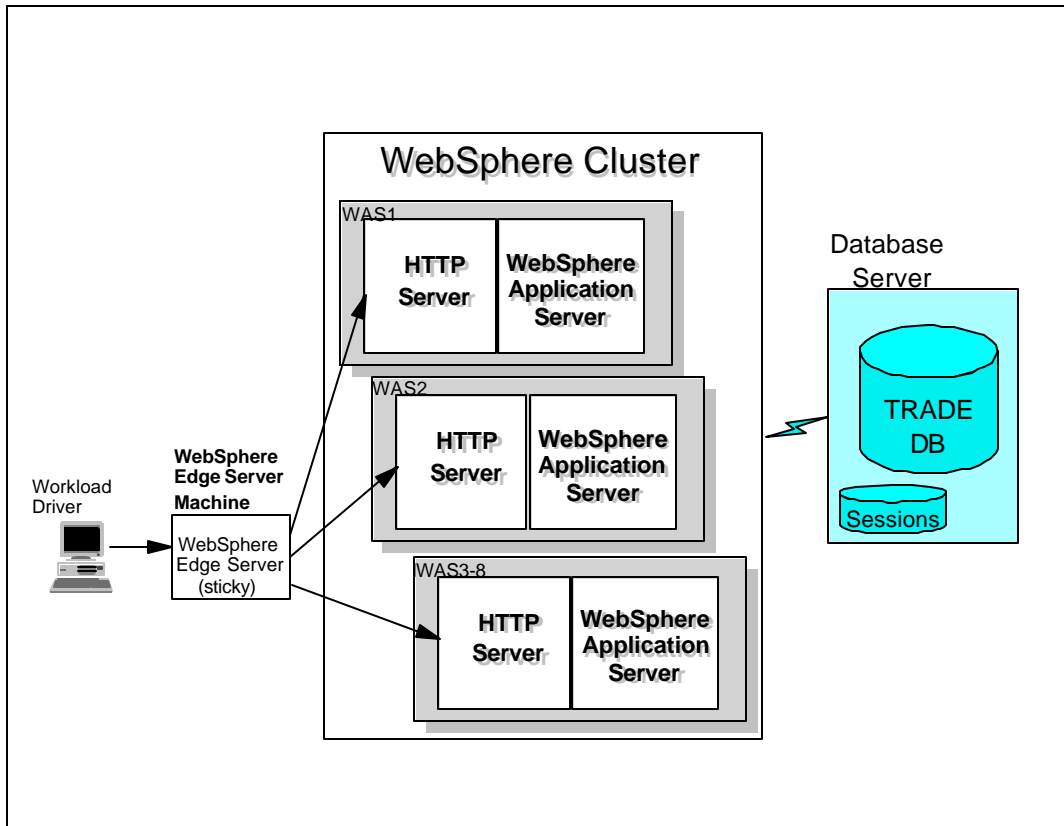 WebSphere Cluster
WAS1
HTTP
Server
WebSphere
Application
Server
WAS2
HTTP
Server
WebSphere
Application
Server
WAS3-8
HTTP
Server
WebSphere
Application
Server
Workload
Driver
WebSphere
Edge Server
Machine
WebSphere
Edge Server
(sticky)
Database
Server
TRADE
DB
Sessions